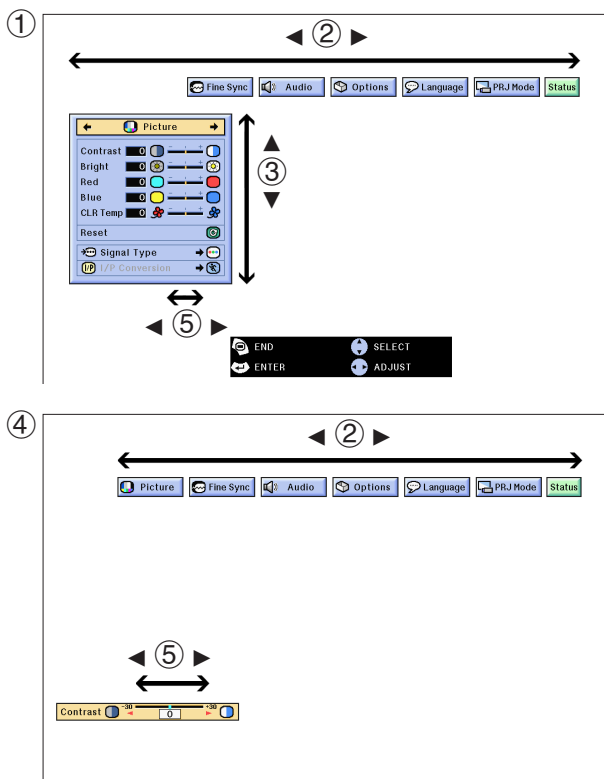 ①
◄ ② ►
Fine Sync Audio Options Language PRJ Mode Status
Picture
Contrast 0 - +
Bright 0 - +
Red 0 - +
Blue 0 - +
CLR Temp 0 - +
Reset
Signal Type
I/P I/P Conversion
▲
③
▼
◄ ⑤ ►
END SELECT
ENTER ADJUST
④
◄ ② ►
Picture Fine Sync Audio Options Language PRJ Mode Status
◄ ⑤ ►
Contrast -30 0 +30